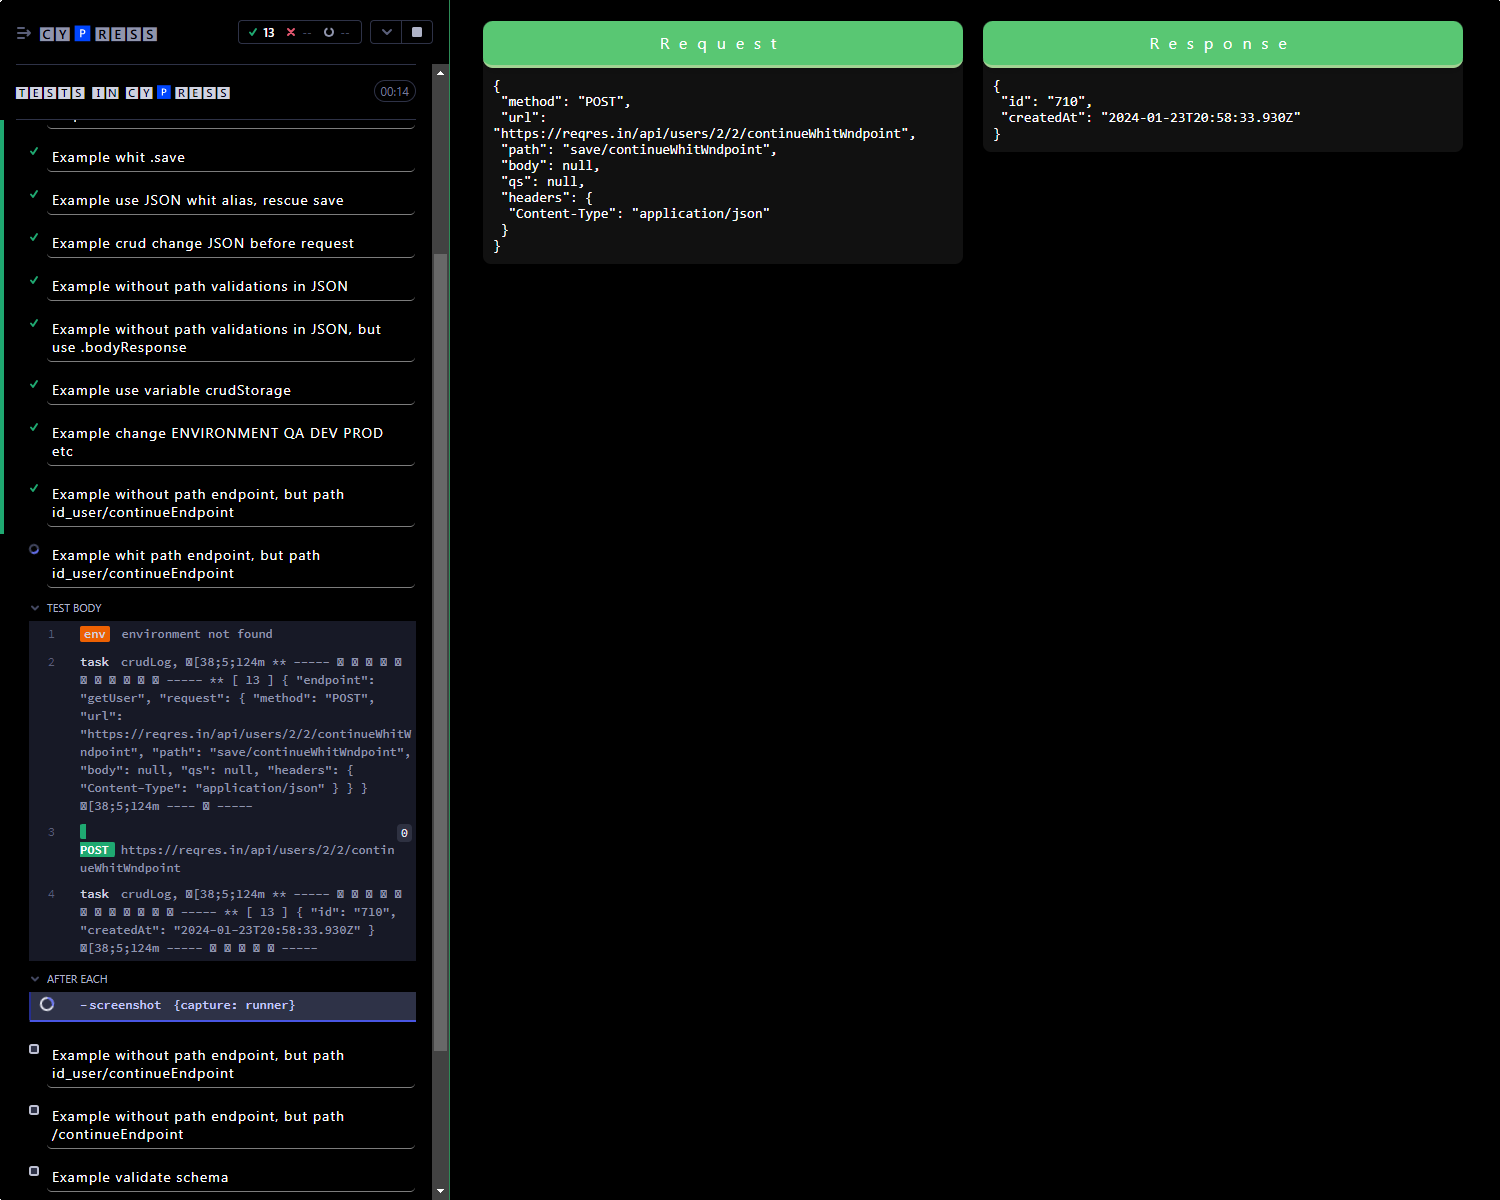 CYPRESS
13 -- --
TESTS IN CYPRESS
00:14
Example whit .save
Example use JSON whit alias, rescue save
Example crud change JSON before request
Example without path validations in JSON
Example without path validations in JSON, but
use .bodyResponse
Example use variable crudStorage
Example change ENVIRONMENT QA DEV PROD
etc
Example without path endpoint, but path
id_user/continueEndpoint
Example whit path endpoint, but path
id_user/continueEndpoint
TEST BODY
1 env environment not found
2 task crudLog, [38;5;124m ** -----
----- ** [ 13 ] { "endpoint":
"getUser", "request": { "method": "POST",
"url":
"https://reqres.in/api/users/2/2/continueWhitW
ndpoint", "path": "save/continueWhitWndpoint",
"body": null, "qs": null, "headers": {
"Content-Type": "application/json" } } }
[38;5;124m ---- -----
3 0
POST https://reqres.in/api/users/2/2/contin
ueWhitWndpoint
4 task crudLog, [38;5;124m ** -----
----- ** [ 13 ] { "id": "710",
"createdAt": "2024-01-23T20:58:33.930Z" }
[38;5;124m ----- -----
AFTER EACH
-screenshot {capture: runner}
Example without path endpoint, but path
id_user/continueEndpoint
Example without path endpoint, but path
/continueEndpoint
Example validate schema
Request
{
"method": "POST",
"url":
"https://reqres.in/api/users/2/2/continueWhitWndpoint",
"path": "save/continueWhitWndpoint",
"body": null,
"qs": null,
"headers": {
"Content-Type": "application/json"
}
}
Response
{
"id": "710",
"createdAt": "2024-01-23T20:58:33.930Z"
}